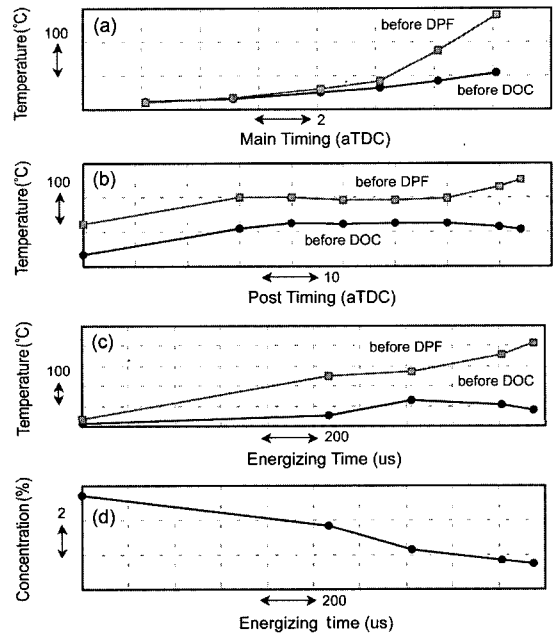 (a)
before DPF
100
before DOC
Temperature(°C)
2
Main Timing (aTDC)
(b)
before DPF
100
before DOC
Temperature(°C)
10
Post Timing (aTDC)
(c)
before DPF
before DOC
100
Temperature(°C)
200
Energizing Time (us)
(d)
2
Concentration(%)
200
Energizing time (us)